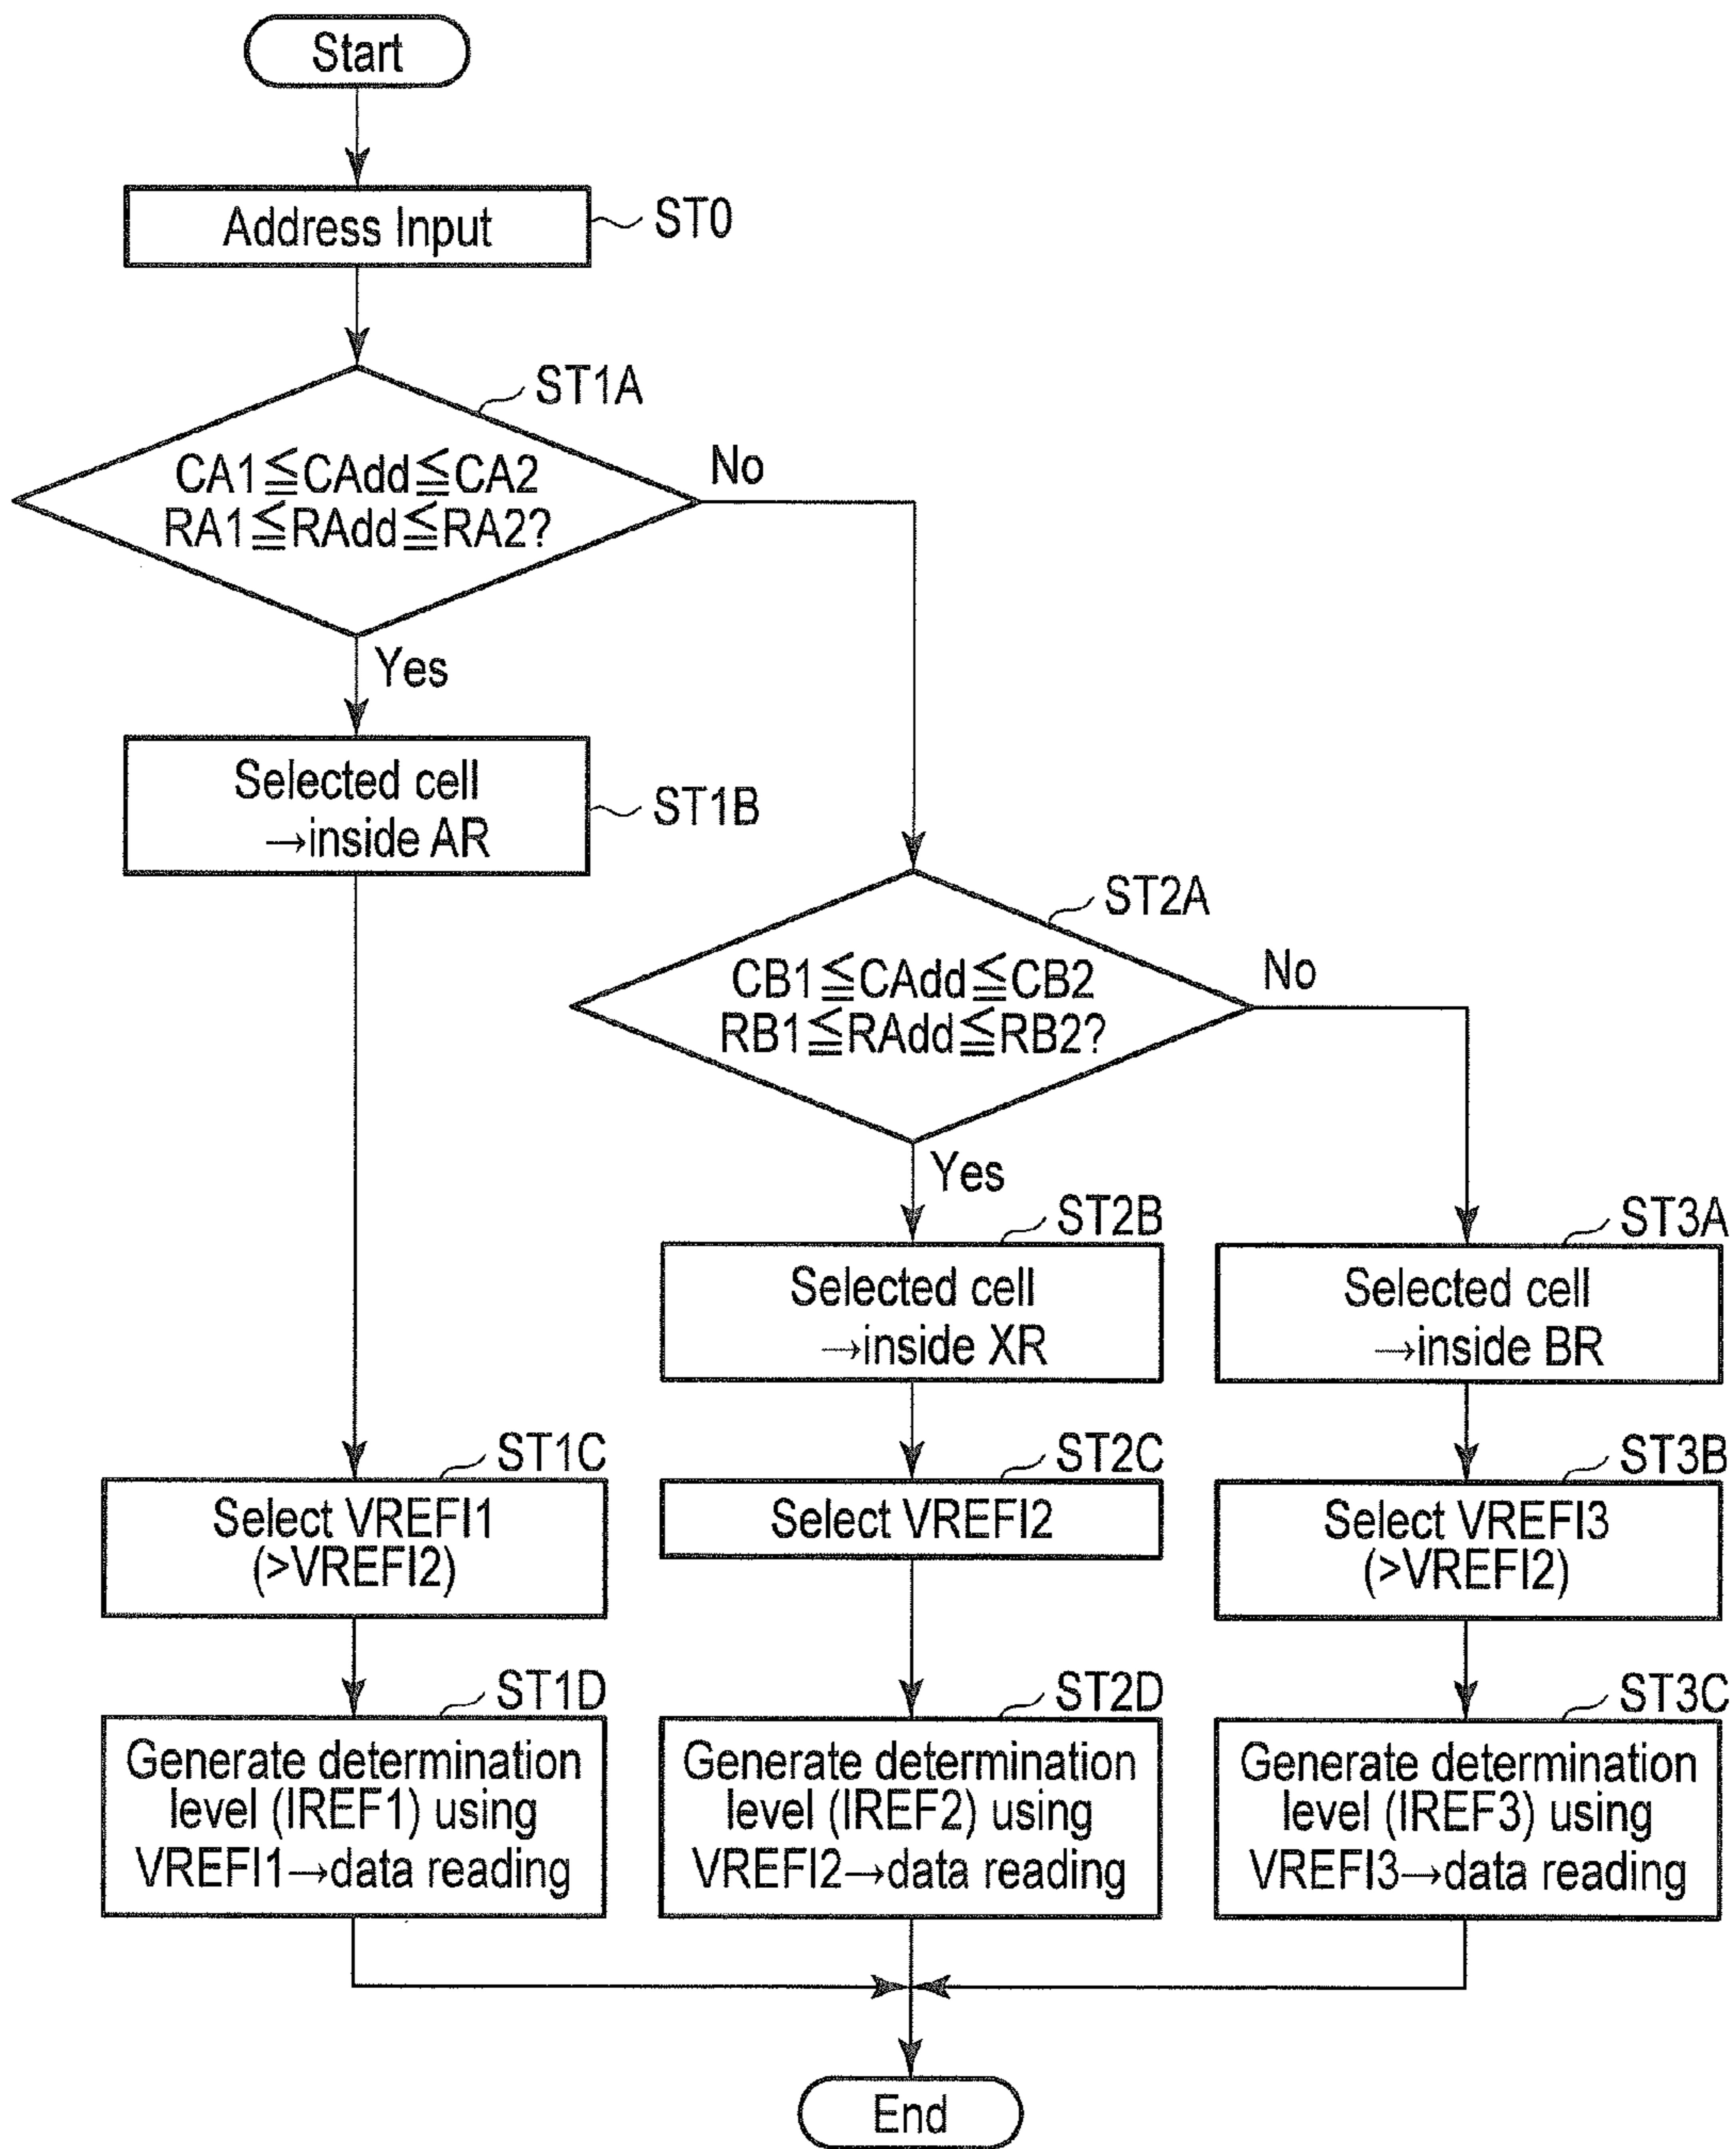 Start
Address Input
ST0
ST1A
CA1≦CAdd≦CA2
RA1≦RAdd≦RA2?
No
Yes
Selected cell
→inside AR
ST1B
ST2A
CB1≦CAdd≦CB2
RB1≦RAdd≦RB2?
No
Yes
ST2B
Selected cell
→inside XR
ST3A
Selected cell
→inside BR
ST1C
Select VREFI1
(>VREFI2)
ST2C
Select VREFI2
ST3B
Select VREFI3
(>VREFI2)
ST1D
Generate determination
level (IREF1) using
VREFI1→data reading
ST2D
Generate determination
level (IREF2) using
VREFI2→data reading
ST3C
Generate determination
level (IREF3) using
VREFI3→data reading
End